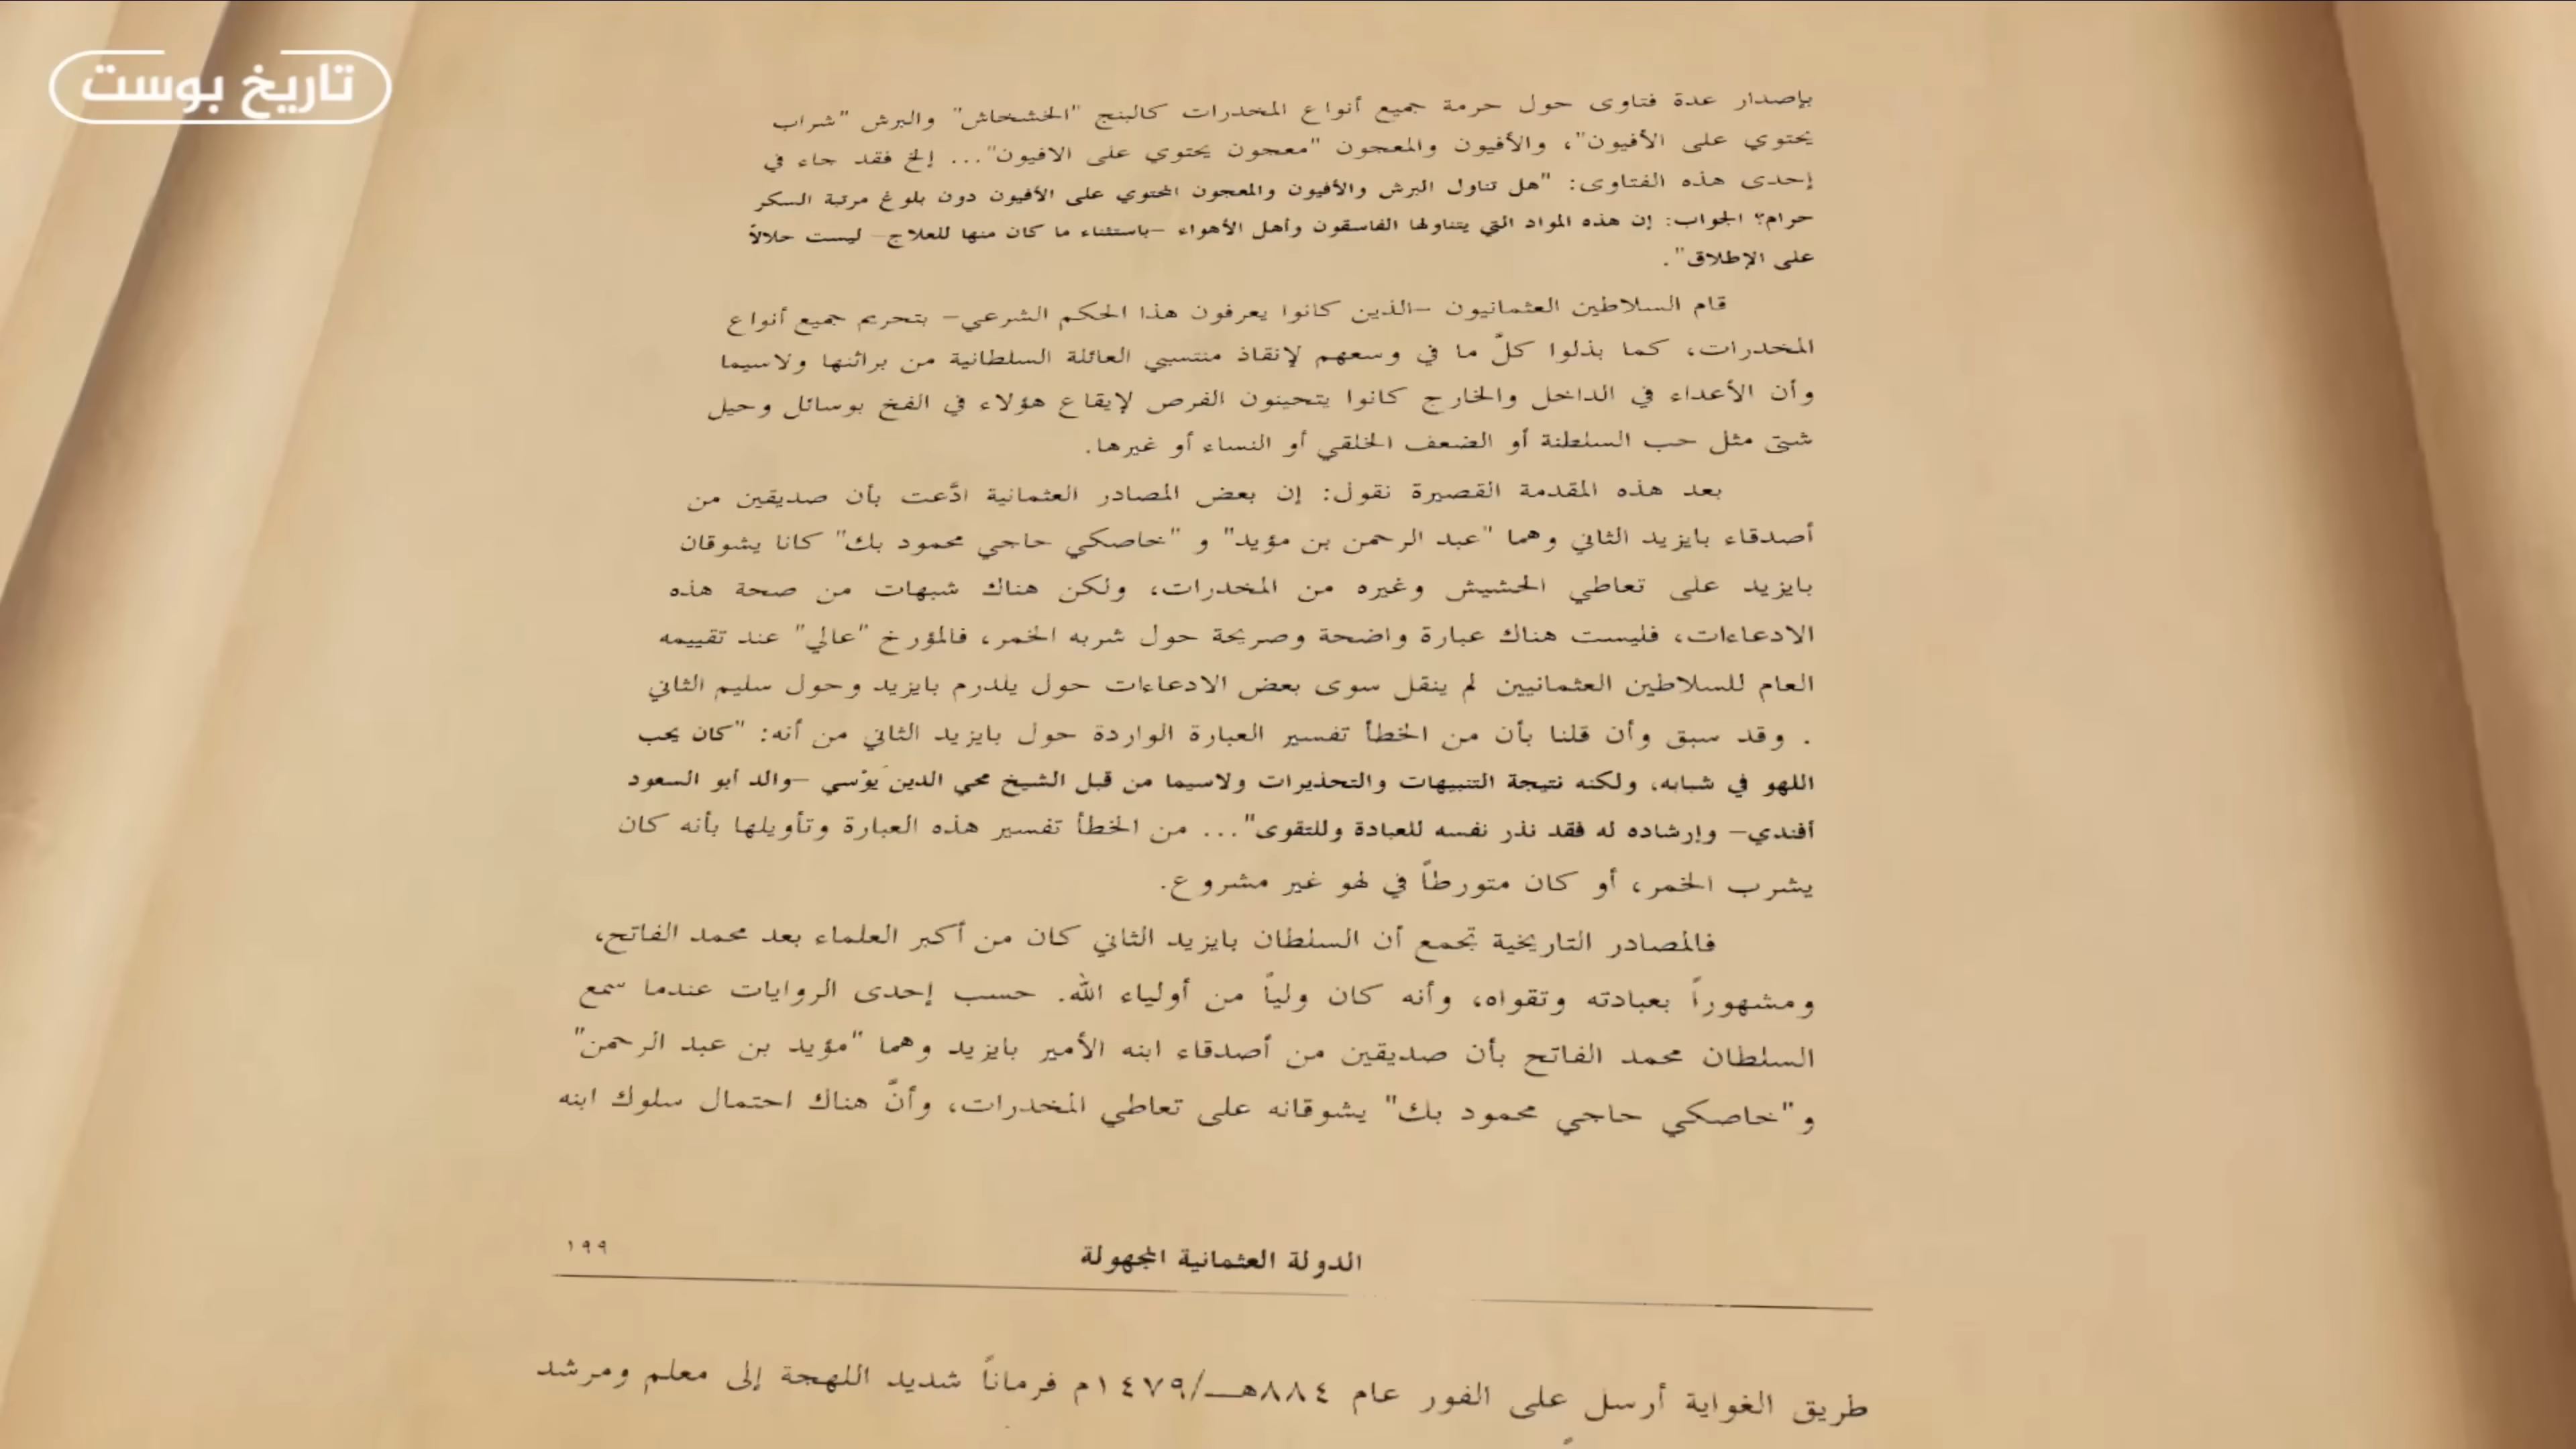 تاريخ بوست
بإصدار عدة فتاوى حول حرمة جميع أنواع المخدرات كالبنج "الخشخاش" والبرش "شراب
يحتوي على الأفيون"، والأفيون والمعجون "معجون يحتوي على الافيون"... إلخ فقد جاء في
إحدى هذه الفتاوى: "هل تناول البرش والأفيون والمعجون المحتوي على الأفيون دون بلوغ مرتبة السكر
حرام؟ الجواب: إن هذه المواد التي يتناولها الفاسقون وأهل الأهواء –باستثناء ما كان منها للعلاج– ليست حلالاً
على الإطلاق".
قام السلاطين العثمانيون –الذين كانوا يعرفون هذا الحكم الشرعي– بتحريم جميع أنواع
المخدرات، كما بذلوا كلّ ما في وسعهم لإنقاذ منتسبي العائلة السلطانية من براثنها ولاسيما
وأن الأعداء في الداخل والخارج كانوا يتحينون الفرص لإيقاع هؤلاء في الفخ بوسائل وحيل
شتى مثل حب السلطنة أو الضعف الخلقي أو النساء أو غيرها.
بعد هذه المقدمة القصيرة نقول: إن بعض المصادر العثمانية ادَّعت بأن صديقين من
أصدقاء بايزيد الثاني وهما "عبد الرحمن بن مؤيد" و "خاصكي حاجي محمود بك" كانا يشوقان
بايزيد على تعاطي الحشيش وغيره من المخدرات، ولكن هناك شبهات من صحة هذه
الادعاءات، فليست هناك عبارة واضحة وصريحة حول شربه الخمر، فالمؤرخ "عالي" عند تقييمه
العام للسلاطين العثمانيين لم ينقل سوى بعض الادعاءات حول يلدرم بايزيد وحول سليم الثاني
. وقد سبق وأن قلنا بأن من الخطأ تفسير العبارة الواردة حول بايزيد الثاني من أنه: "كان يحب
اللهو في شبابه، ولكنه نتيجة التنبيهات والتحذيرات ولاسيما من قبل الشيخ محي الدين يوْسي –والد أبو السعود
أفندي– وإرشاده له فقد نذر نفسه للعبادة وللتقوى"... من الخطأ تفسير هذه العبارة وتأويلها بأنه كان
يشرب الخمر، أو كان متورطاً في لهو غير مشروع.
فالمصادر التاريخية تجمع أن السلطان بايزيد الثاني كان من أكبر العلماء بعد محمد الفاتح،
ومشهوراً بعبادته وتقواه، وأنه كان ولياً من أولياء الله. حسب إحدى الروايات عندما سمع
السلطان محمد الفاتح بأن صديقين من أصدقاء ابنه الأمير بايزيد وهما "مؤيد بن عبد الرحمن"
و"خاصكي حاجي محمود بك" يشوقانه على تعاطي المخدرات، وأنَّ هناك احتمال سلوك ابنه
الدولة العثمانية المجهولة ١٩٩
طريق الغواية أرسل على الفور عام ٨٨٤هـ/١٤٧٩م فرماناً شديد اللهجة إلى معلم ومرشد